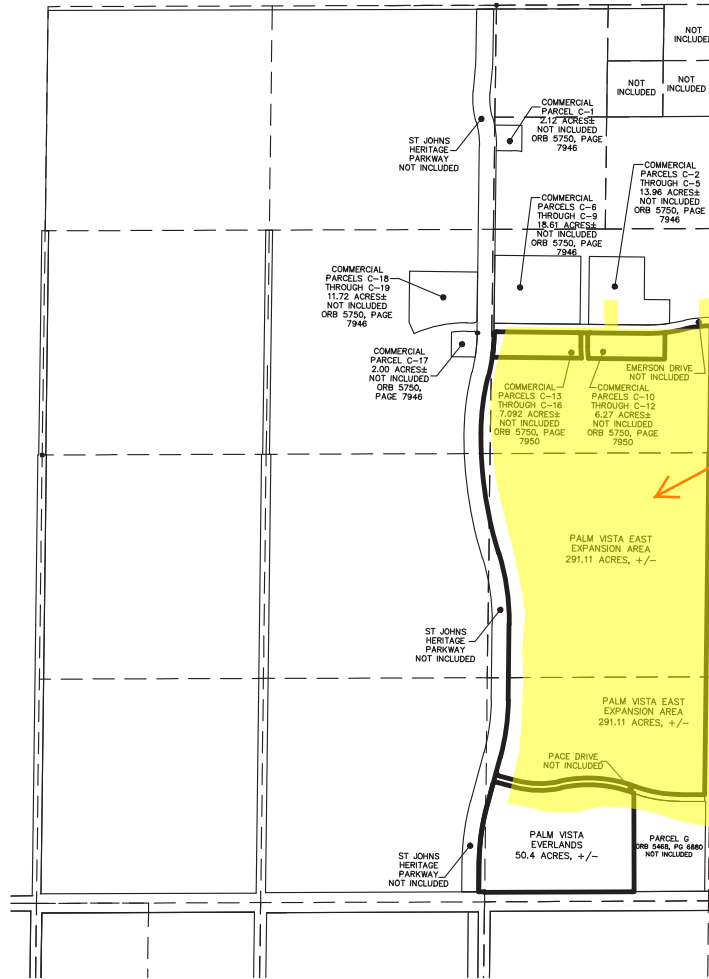 NOT
INCLUDED
NOT
INCLUDED
NOT
INCLUDED
COMMERCIAL
PARCEL C-1
2.12 ACRES±
NOT INCLUDED
ORB 5750, PAGE
7946
ST JOHNS
HERITAGE
PARKWAY
NOT INCLUDED
COMMERCIAL
PARCELS C-2
THROUGH C-5
13.96 ACRES±
NOT INCLUDED
ORB 5750, PAGE
7946
COMMERCIAL
PARCELS C-6
THROUGH C-9
18.61 ACRES±
NOT INCLUDED
ORB 5750, PAGE
7946
COMMERCIAL
PARCELS C-18
THROUGH C-19
11.72 ACRES±
NOT INCLUDED
ORB 5750, PAGE
7946
COMMERCIAL
PARCEL C-17
2.00 ACRES±
NOT INCLUDED
ORB 5750,
PAGE 7946
EMERSON DRIVE
NOT INCLUDED
COMMERCIAL
PARCELS C-13
THROUGH C-16
7.092 ACRES±
NOT INCLUDED
ORB 5750, PAGE
7950
COMMERCIAL
PARCELS C-10
THROUGH C-12
6.27 ACRES±
NOT INCLUDED
ORB 5750, PAGE
7950
PALM VISTA EAST
EXPANSION AREA
291.11 ACRES, +/-
ST JOHNS
HERITAGE
PARKWAY
NOT INCLUDED
PALM VISTA EAST
EXPANSION AREA
291.11 ACRES, +/-
PACE DRIVE
NOT INCLUDED
PALM VISTA
EVERLANDS
50.4 ACRES, +/-
PARCEL G
ORB 5468, PG 6880
NOT INCLUDED
ST JOHNS
HERITAGE
PARKWAY
NOT INCLUDED